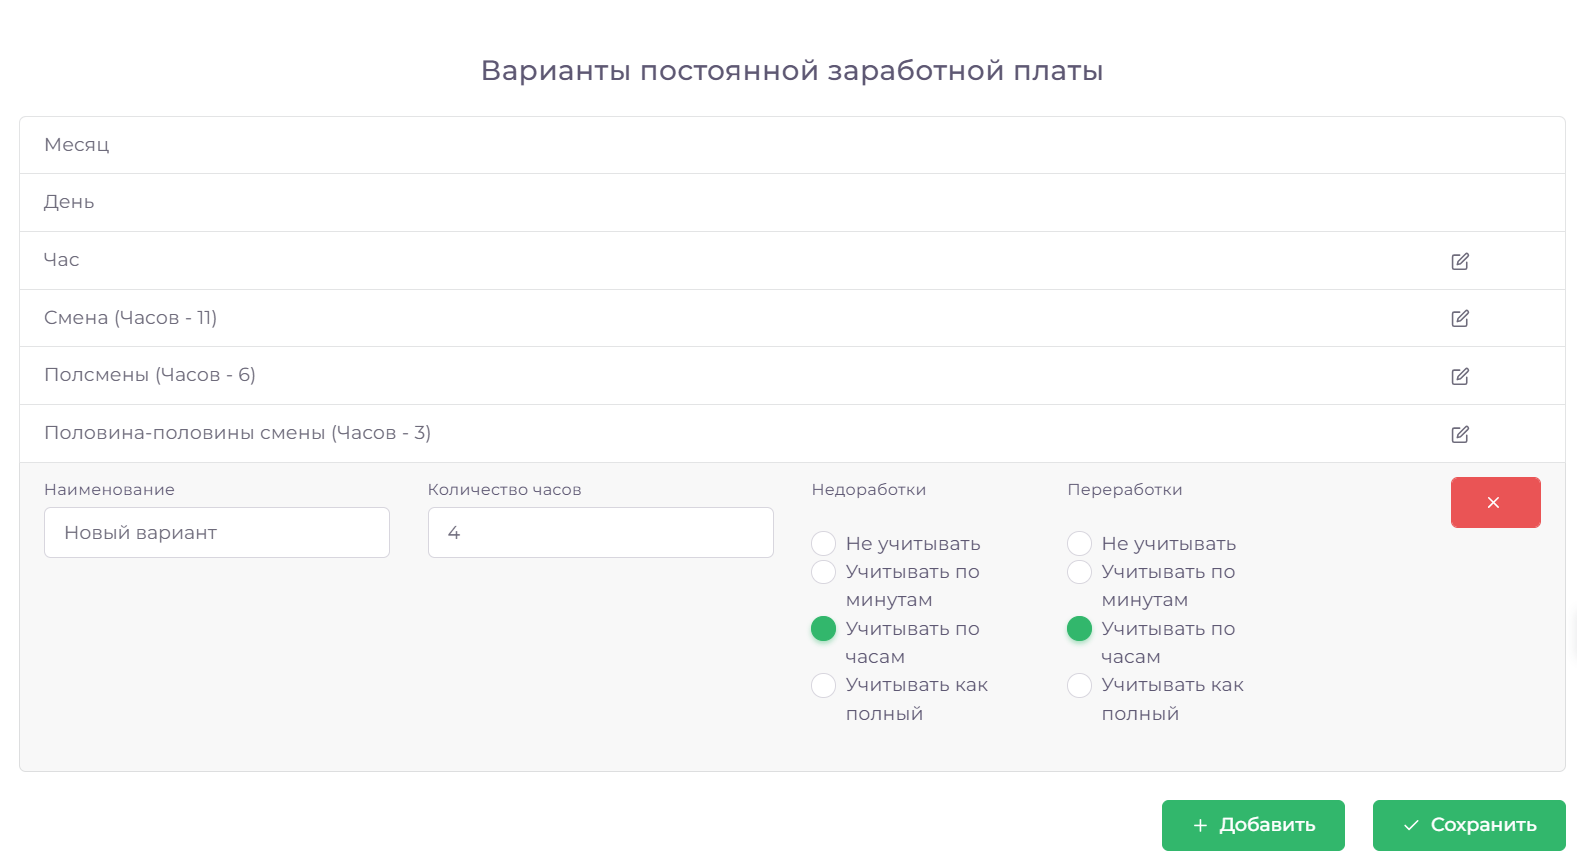 Варианты постоянной заработной платы
Месяц
День
Час
Смена (Часов - 11)
Полсмены (Часов - 6)
Половина-половины смены (Часов - 3)
Наименование
Новый вариант
Количество часов
4
Недоработки
Не учитывать
Учитывать по
минутам
Учитывать по
часам
Учитывать как
полный
Переработки
Не учитывать
Учитывать по
минутам
Учитывать по
часам
Учитывать как
полный
Добавить
Сохранить